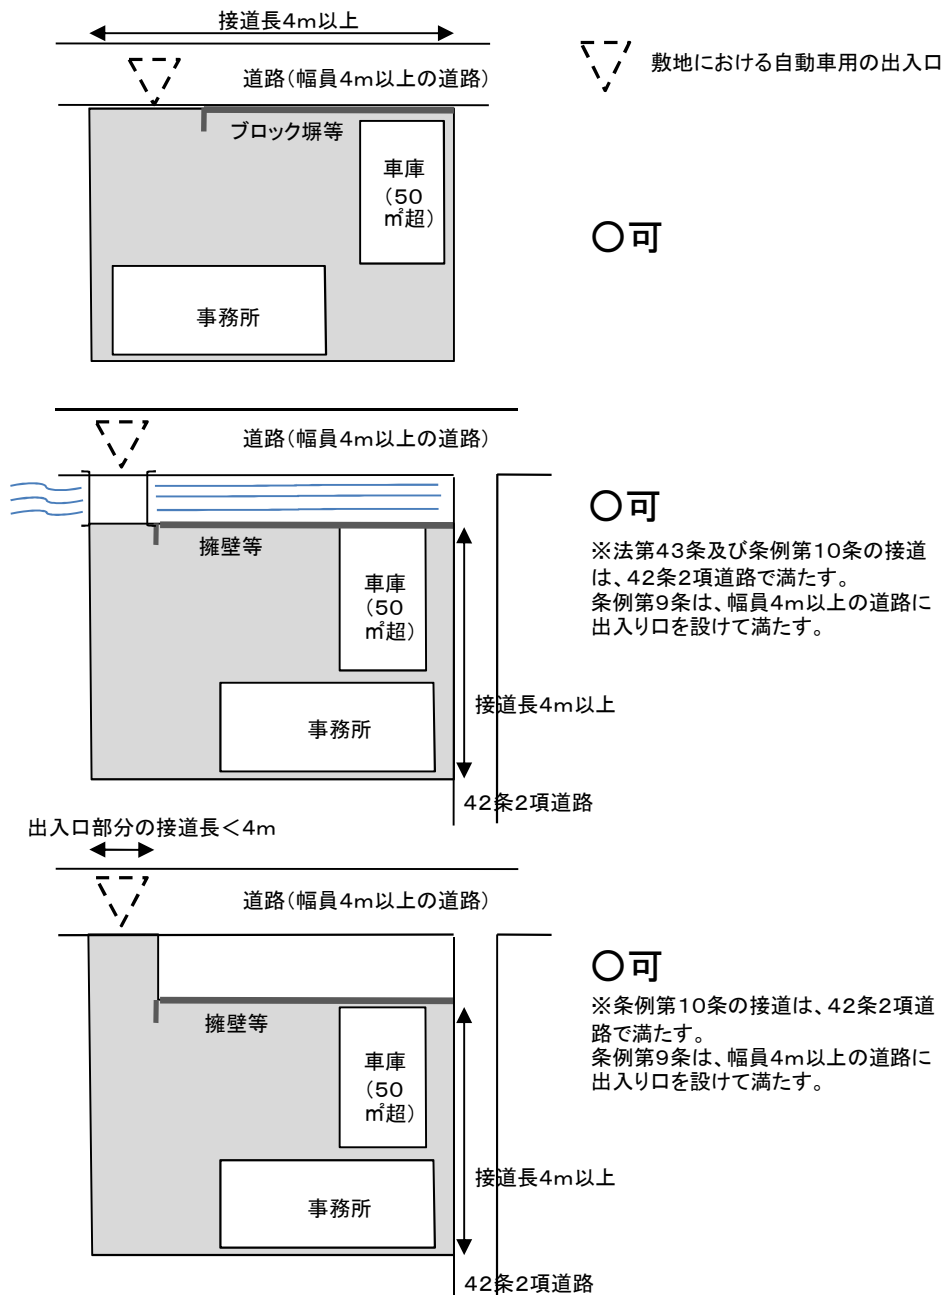 接道長4m以上
敷地における自動車用の出入口
道路(幅員4m以上の道路)
ブロック塀等
車庫
(50
㎡超)
〇可
事務所
道路(幅員4m以上の道路)
〇可
擁壁等
※法第43条及び条例第10条の接道
は、42条2項道路で満たす。
条例第9条は、幅員4m以上の道路に
出入り口を設けて満たす。
車庫
(50
㎡超)
接道長4m以上
事務所
42条2項道路
出入口部分の接道長<4m
道路(幅員4m以上の道路)
〇可
※条例第10条の接道は、42条2項道
路で満たす。
条例第9条は、幅員4m以上の道路に
出入り口を設けて満たす。
擁壁等
車庫
(50
㎡超)
接道長4m以上
事務所
42条2項道路